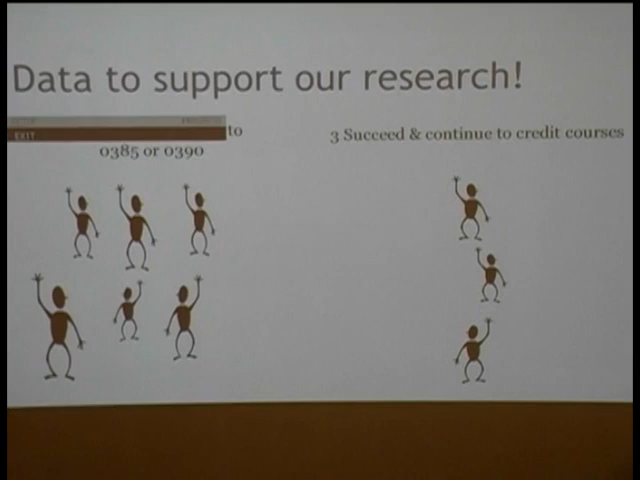 Data to support our research!
EXIT
to
0385 or 0390
3 Succeed & continue to credit courses